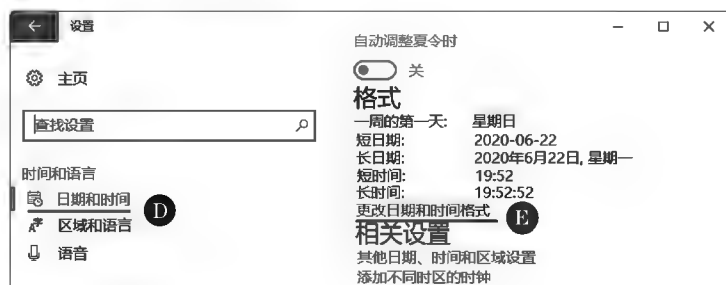 ← 设置
主页
查找设置
时间和语言
日期和时间 D
区域和语言
语音
自动调整夏令时
关
格式
一周的第一天: 星期日
短日期: 2020-06-22
长日期: 2020年6月22日, 星期一
短时间: 19:52
长时间: 19:52:52
更改日期和时间格式 E
相关设置
其他日期、时间和区域设置
添加不同时区的时钟